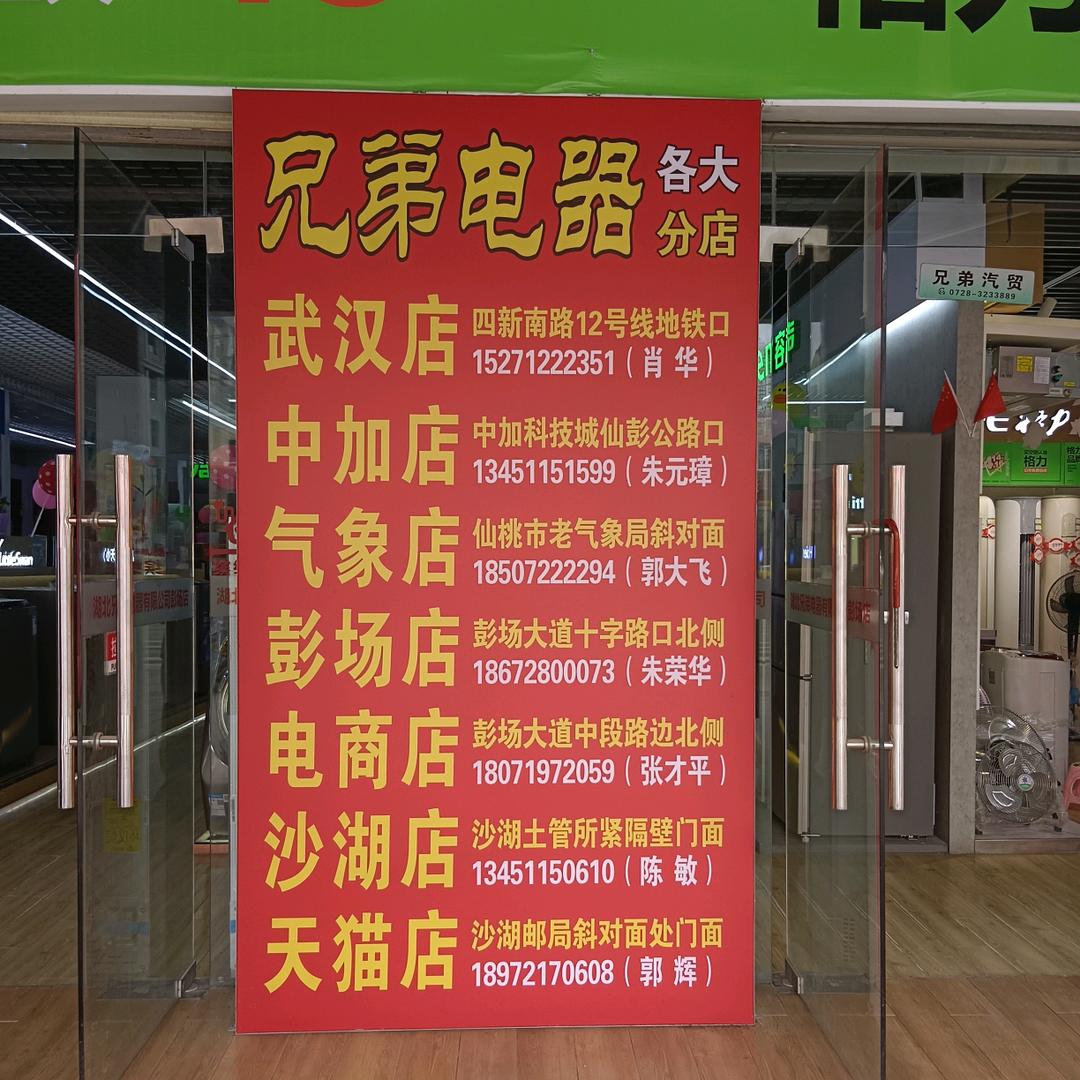 格力
兄弟电器
各大
分店
武汉店
四新南路12号线地铁口
15271222351(肖 华)
中加店
中加科技城仙彭公路口
13451151599(朱元璋)
气象店
仙桃市老气象局斜对面
18507222294(郭大飞)
彭场店
彭场大道十字路口北侧
18672800073(朱荣华)
电商店
彭场大道中段路边北侧
18071972059(张才平)
沙湖店
沙湖土管所紧隔壁门面
13451150610(陈 敏)
天猫店
沙湖邮局斜对面处门面
18972170608(郭 辉)
兄弟汽贸
0728-3233889
容声
格力